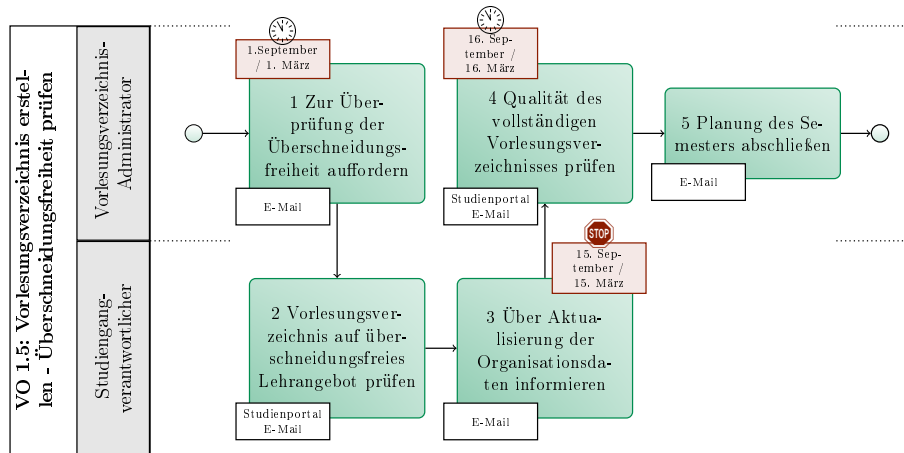 VO 1.5: Vorlesungsverzeichnis erstel-
len - Überschneidungsfreiheit prüfen
Vorlesungsverzeichnis-
Administrator
1.September
/ 1. März
1 Zur Über-
prüfung der
Überschneidungs-
freiheit auffordern
E-Mail
16. Sep-
tember /
16. März
4 Qualität des
vollständigen
Vorlesungsver-
zeichnisses prüfen
Studienportal
E-Mail
5 Planung des Se-
mesters abschließen
E-Mail
Studiengang-
verantwortlicher
2 Vorlesungsver-
zeichnis auf über-
schneidungsfreies
Lehrangebot prüfen
Studienportal
E-Mail
STOP
15. Sep-
tember /
15. März
3 Über Aktua-
lisierung der
Organisationsda-
ten informieren
E-Mail